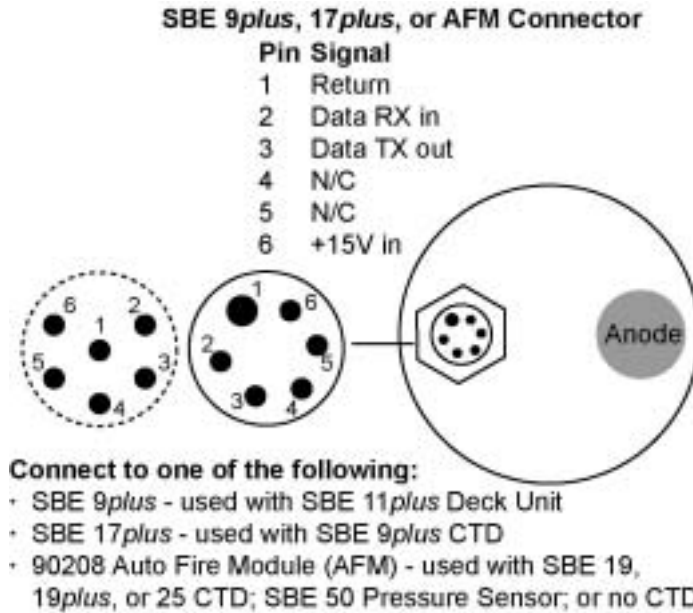 SBE 9plus, 17plus, or AFM Connector
Pin Signal
1 Return
2 Data RX in
3 Data TX out
4 N/C
5 N/C
6 +15V in
6 1 2 5 3 4
1 6 2 5 3 4
Anode
Connect to one of the following:
· SBE 9plus - used with SBE 11plus Deck Unit
· SBE 17plus - used with SBE 9plus CTD
· 90208 Auto Fire Module (AFM) - used with SBE 19,
19plus, or 25 CTD; SBE 50 Pressure Sensor; or no CTD